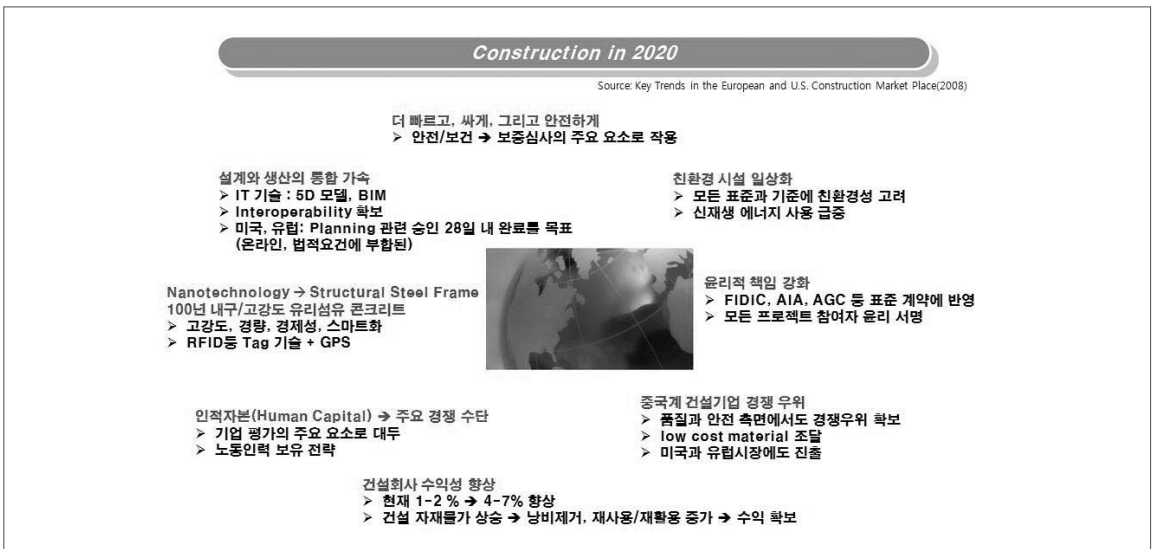 Construction in 2020
Source: Key Trends in the European and U.S. Construction Market Place(2008)
더 빠르고, 싸게, 그리고 안전하게
➢ 안전/보건 → 보증심사의 주요 요소로 작용
설계와 생산의 통합 가속
➢ IT 기술 : 5D 모델, BIM
➢ Interoperability 확보
➢ 미국, 유럽: Planning 관련 승인 28일 내 완료를 목표
(온라인, 법적요건에 부합된)
친환경 시설 일상화
➢ 모든 표준과 기준에 친환경성 고려
➢ 신재생 에너지 사용 급증
Nanotechnology → Structural Steel Frame
100년 내구/고강도 유리섬유 콘크리트
➢ 고강도, 경량, 경제성, 스마트화
➢ RFID등 Tag 기술 + GPS
윤리적 책임 강화
➢ FIDIC, AIA, AGC 등 표준 계약에 반영
➢ 모든 프로젝트 참여자 윤리 서명
인적자본(Human Capital) → 주요 경쟁 수단
➢ 기업 평가의 주요 요소로 대두
➢ 노동인력 보유 전략
중국계 건설기업 경쟁 우위
➢ 품질과 안전 측면에서도 경쟁우위 확보
➢ low cost material 조달
➢ 미국과 유럽시장에도 진출
건설회사 수익성 향상
➢ 현재 1-2 % → 4-7% 향상
➢ 건설 자재물가 상승 → 낭비제거, 재사용/재활용 증가 → 수익 확보